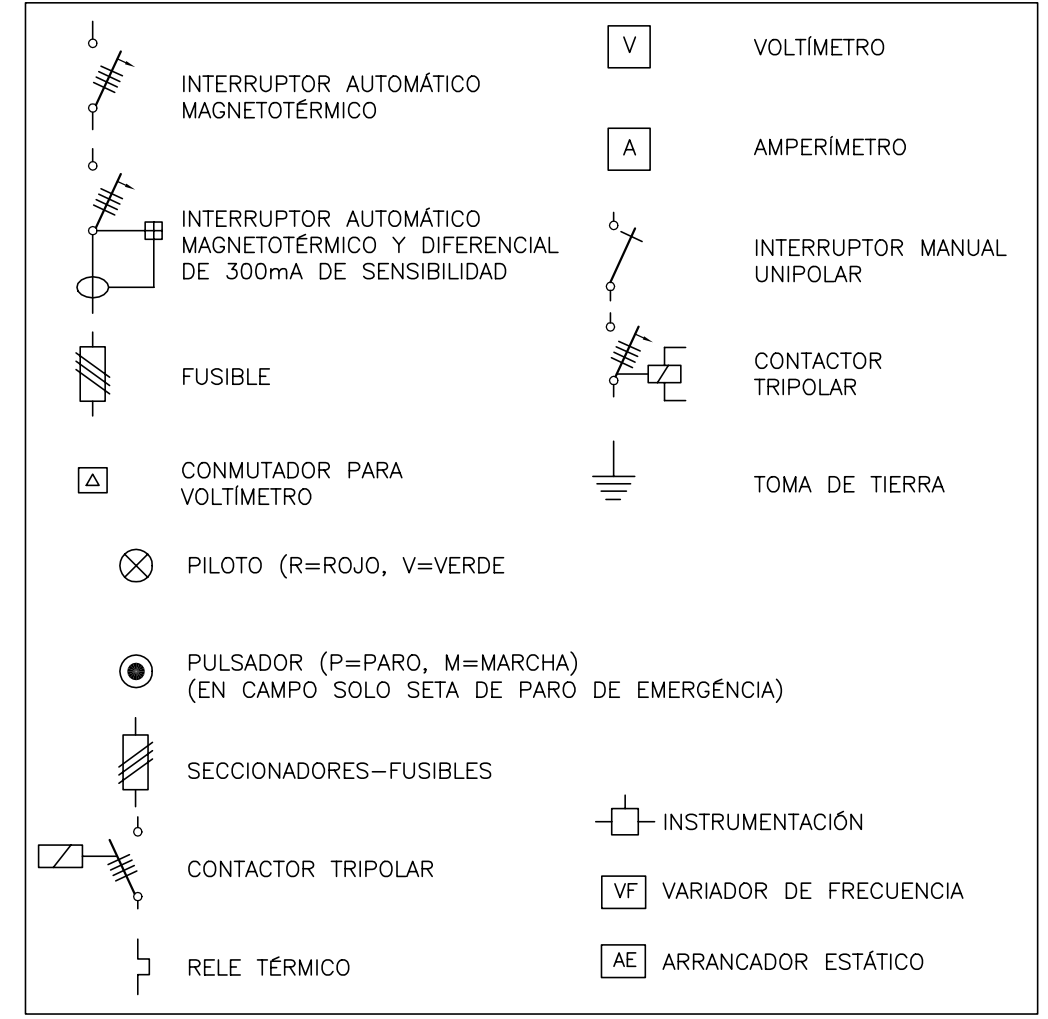 INTERRUPTOR AUTOMÁTICO
MAGNETOTÉRMICO
INTERRUPTOR AUTOMÁTICO
MAGNETOTÉRMICO Y DIFERENCIAL
DE 300mA DE SENSIBILIDAD
FUSIBLE
CONMUTADOR PARA
VOLTÍMETRO
PILOTO (R=ROJO, V=VERDE
PULSADOR (P=PARO, M=MARCHA)
(EN CAMPO SOLO SETA DE PARO DE EMERGÉNCIA)
SECCIONADORES-FUSIBLES
CONTACTOR TRIPOLAR
RELE TÉRMICO
V VOLTÍMETRO
A AMPERÍMETRO
INTERRUPTOR MANUAL
UNIPOLAR
CONTACTOR
TRIPOLAR
TOMA DE TIERRA
INSTRUMENTACIÓN
VF VARIADOR DE FRECUENCIA
AE ARRANCADOR ESTÁTICO